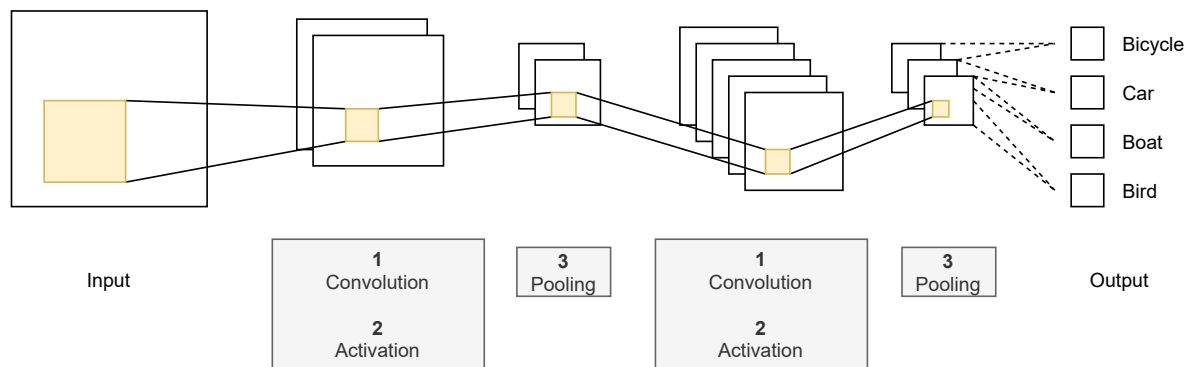 Bicycle
Car
Boat
Bird
Input
1
Convolution
2
Activation
3
Pooling
1
Convolution
2
Activation
3
Pooling
Output